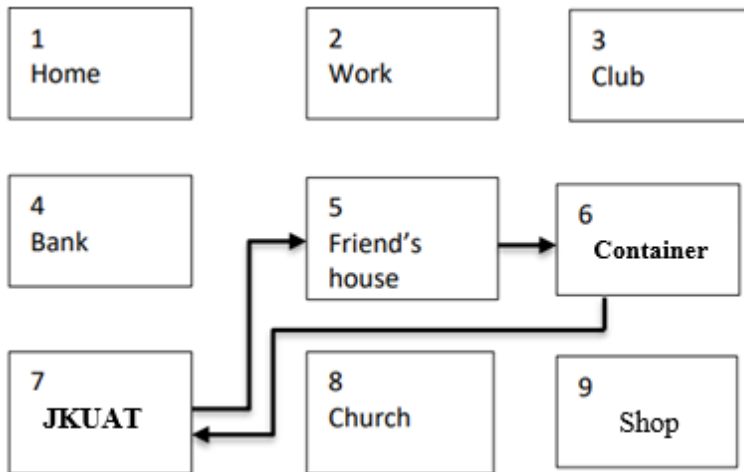 1
Home
2
Work
3
Club
4
Bank
5
Friend's
house
6
Container
7
JKUAT
8
Church
9
Shop